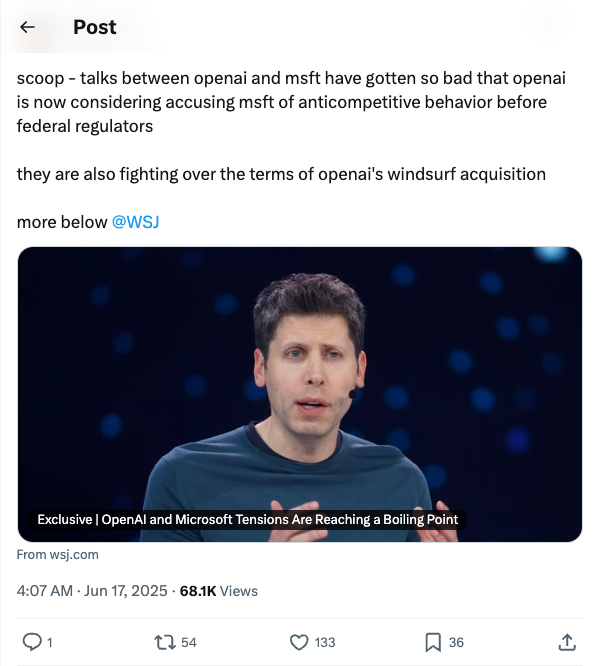 Post
scoop - talks between openai and msft have gotten so bad that openai
is now considering accusing msft of anticompetitive behavior before
federal regulators
they are also fighting over the terms of openai's windsurf acquisition
more below @WSJ
Exclusive | OpenAI and Microsoft Tensions Are Reaching a Boiling Point
From wsj.com
4:07 AM · Jun 17, 2025 · 68.1K Views
1 54 133 36